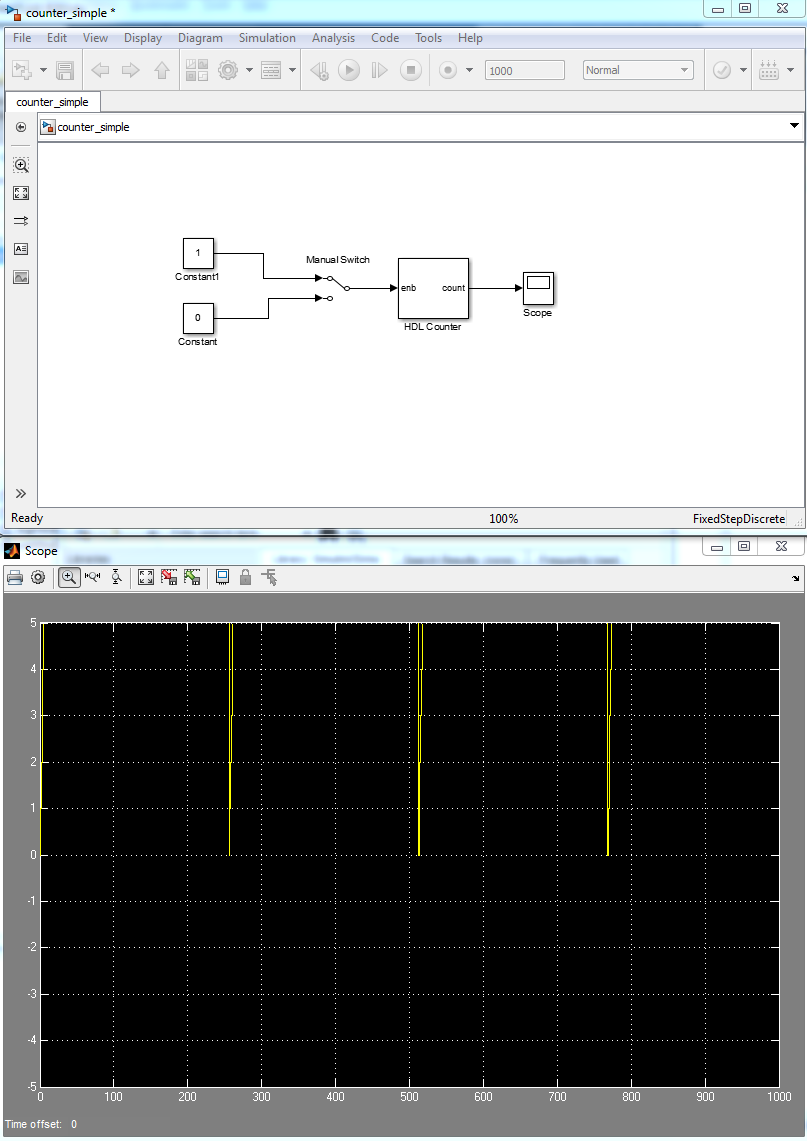 counter_simple *
File Edit View Display Diagram Simulation Analysis Code Tools Help
1000 Normal
counter_simple
counter_simple
1
Constant1
Manual Switch
0
Constant
enb count
HDL Counter
Scope
Ready 100% FixedStepDiscrete
Scope
5
4
3
2
1
0
-1
-2
-3
-4
-5
0 100 200 300 400 500 600 700 800 900 1000
Time offset: 0